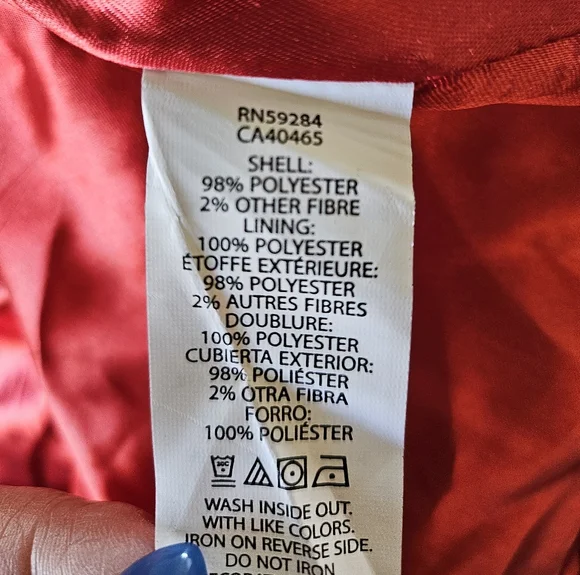 RN59284
CA40465
SHELL:
98% POLYESTER
2% OTHER FIBRE
LINING:
100% POLYESTER
ÉTOFFE EXTÉRIEURE:
98% POLYESTER
2% AUTRES FIBRES
DOUBLURE:
100% POLYESTER
CUBIERTA EXTERIOR:
98% POLIÉSTER
2% OTRA FIBRA
FORRO:
100% POLIÉSTER
WASH INSIDE OUT.
WITH LIKE COLORS.
IRON ON REVERSE SIDE.
DO NOT IRON